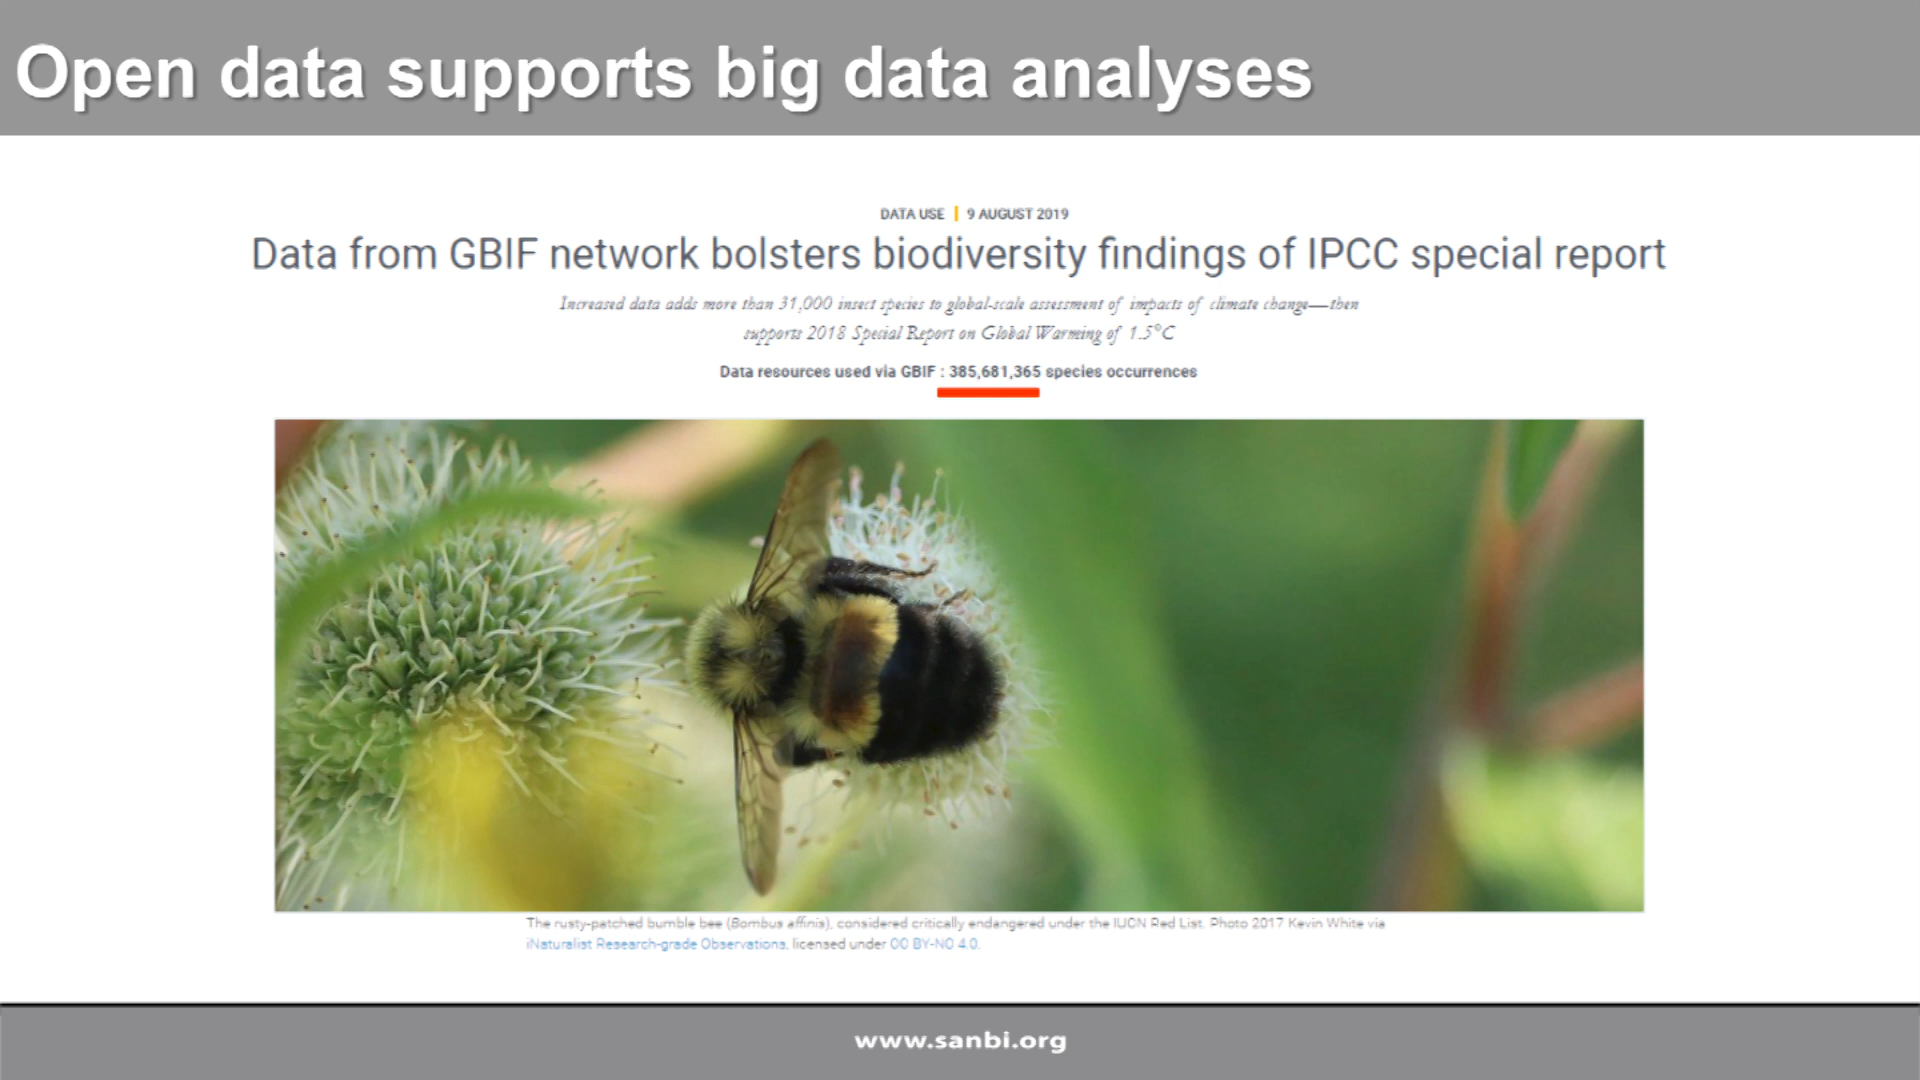 Open data supports big data analyses
DATA USE | 9 AUGUST 2019
Data from GBIF network bolsters biodiversity findings of IPCC special report
Increased data adds more than 31,000 insect species to global-scale assessment of impacts of climate change—then
supports 2018 Special Report on Global Warming of 1.5°C
Data resources used via GBIF : 385,681,365 species occurrences
The rusty-patched bumble bee (Bombus affinis), considered critically endangered under the IUCN Red List. Photo 2017 Kevin White via
iNaturalist Research-grade Observations, licensed under CC BY-NC 4.0.
www.sanbi.org